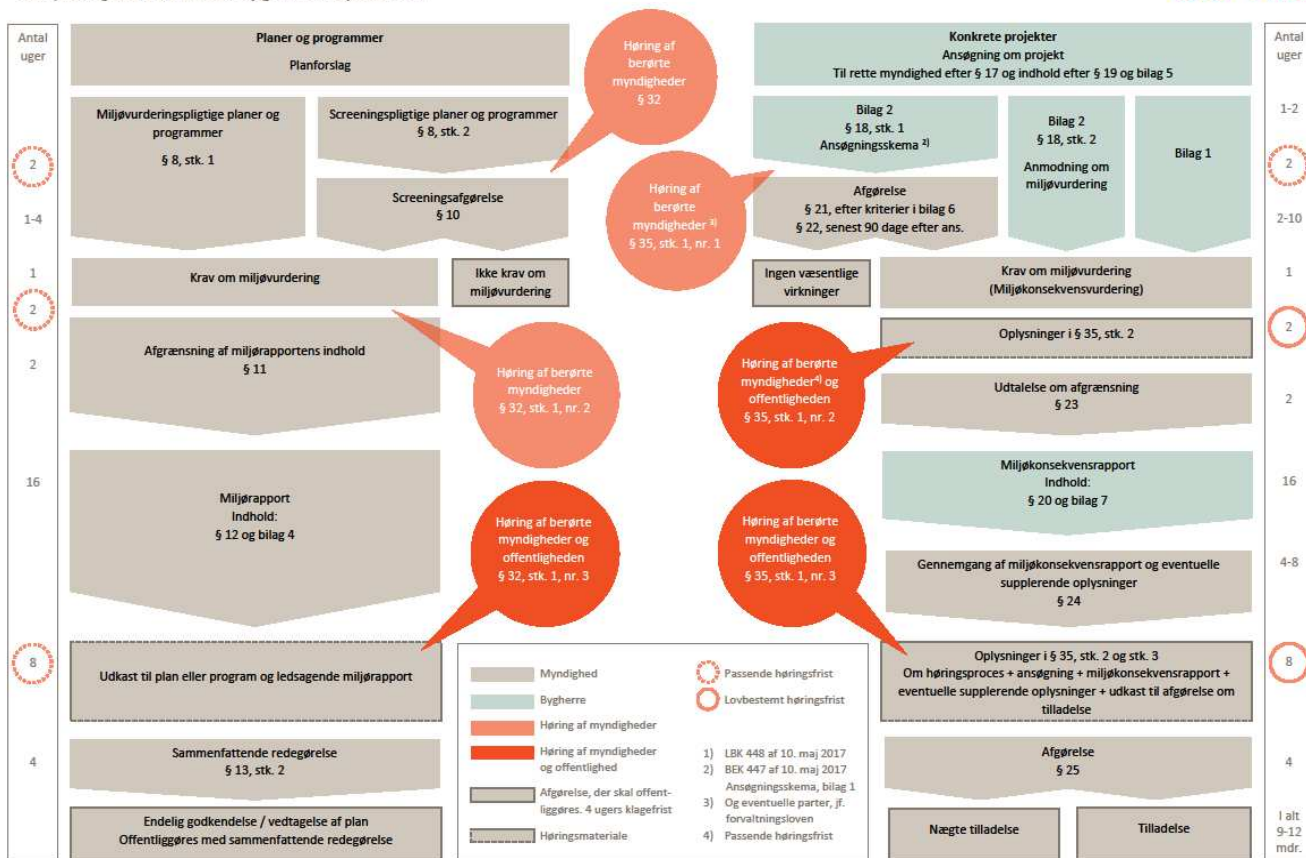 Antal
uger
Planer og programmer
Planforslag
Høring af
berørte
myndigheder
§ 32
Konkrete projekter
Ansøgning om projekt
Til rette myndighed efter § 17 og indhold efter § 19 og bilag 5
Antal
uger
Miljøvurderingspligtige planer og
programmer
§ 8, stk. 1
Screeningspligtige planer og programmer
§ 8, stk. 2
Bilag 2
§ 18, stk. 1
Ansøgningsskema 2)
Bilag 2
§ 18, stk. 2
Anmodning om
miljøvurdering
Bilag 1
1-2
2
2
Screeningsafgørelse
§ 10
Høring af
berørte
myndigheder 3)
§ 35, stk. 1, nr. 1
Afgørelse
§ 21, efter kriterier i bilag 6
§ 22, senest 90 dage efter ans.
1-4
2-10
1
Krav om miljøvurdering
Ikke krav om
miljøvurdering
Ingen væsentlige
virkninger
Krav om miljøvurdering
(Miljøkonsekvensvurdering)
1
2
Oplysninger i § 35, stk. 2
2
2
Afgrænsning af miljørapportens indhold
§ 11
Høring af berørte
myndigheder
§ 32, stk. 1, nr. 2
Høring af berørte
myndigheder4) og
offentligheden
§ 35, stk. 1, nr. 2
Udtalelse om afgrænsning
§ 23
2
16
Miljørapport
Indhold:
§ 12 og bilag 4
Miljøkonsekvensrapport
Indhold:
§ 20 og bilag 7
16
Høring af berørte
myndigheder og
offentligheden
§ 32, stk. 1, nr. 3
Høring af berørte
myndigheder og
offentligheden
§ 35, stk. 1, nr. 3
Gennemgang af miljøkonsekvensrapport og eventuelle
supplerende oplysninger
§ 24
4-8
8
Udkast til plan eller program og ledsagende miljørapport
Oplysninger i § 35, stk. 2 og stk. 3
Om høringsproces + ansøgning + miljøkonsekvensrapport +
eventuelle supplerende oplysninger + udkast til afgørelse om
tilladelse
8
Myndighed
Bygherre
Høring af myndigheder
Høring af myndigheder
og offentlighed
Afgørelse, der skal offent-
liggøres. 4 ugers klagefrist
Høringsmateriale
Passende høringsfrist
Lovbestemt høringsfrist
1) LBK 448 af 10. maj 2017
2) BEK 447 af 10. maj 2017
Ansøgningsskema, bilag 1
3) Og eventuelle parter, jf.
forvaltningsloven
4) Passende høringsfrist
4
Sammenfattende redegørelse
§ 13, stk. 2
Afgørelse
§ 25
4
Endelig godkendelse / vedtagelse af plan
Offentliggøres med sammenfattende redegørelse
Nægte tilladelse
Tilladelse
I alt
9-12
mdr.